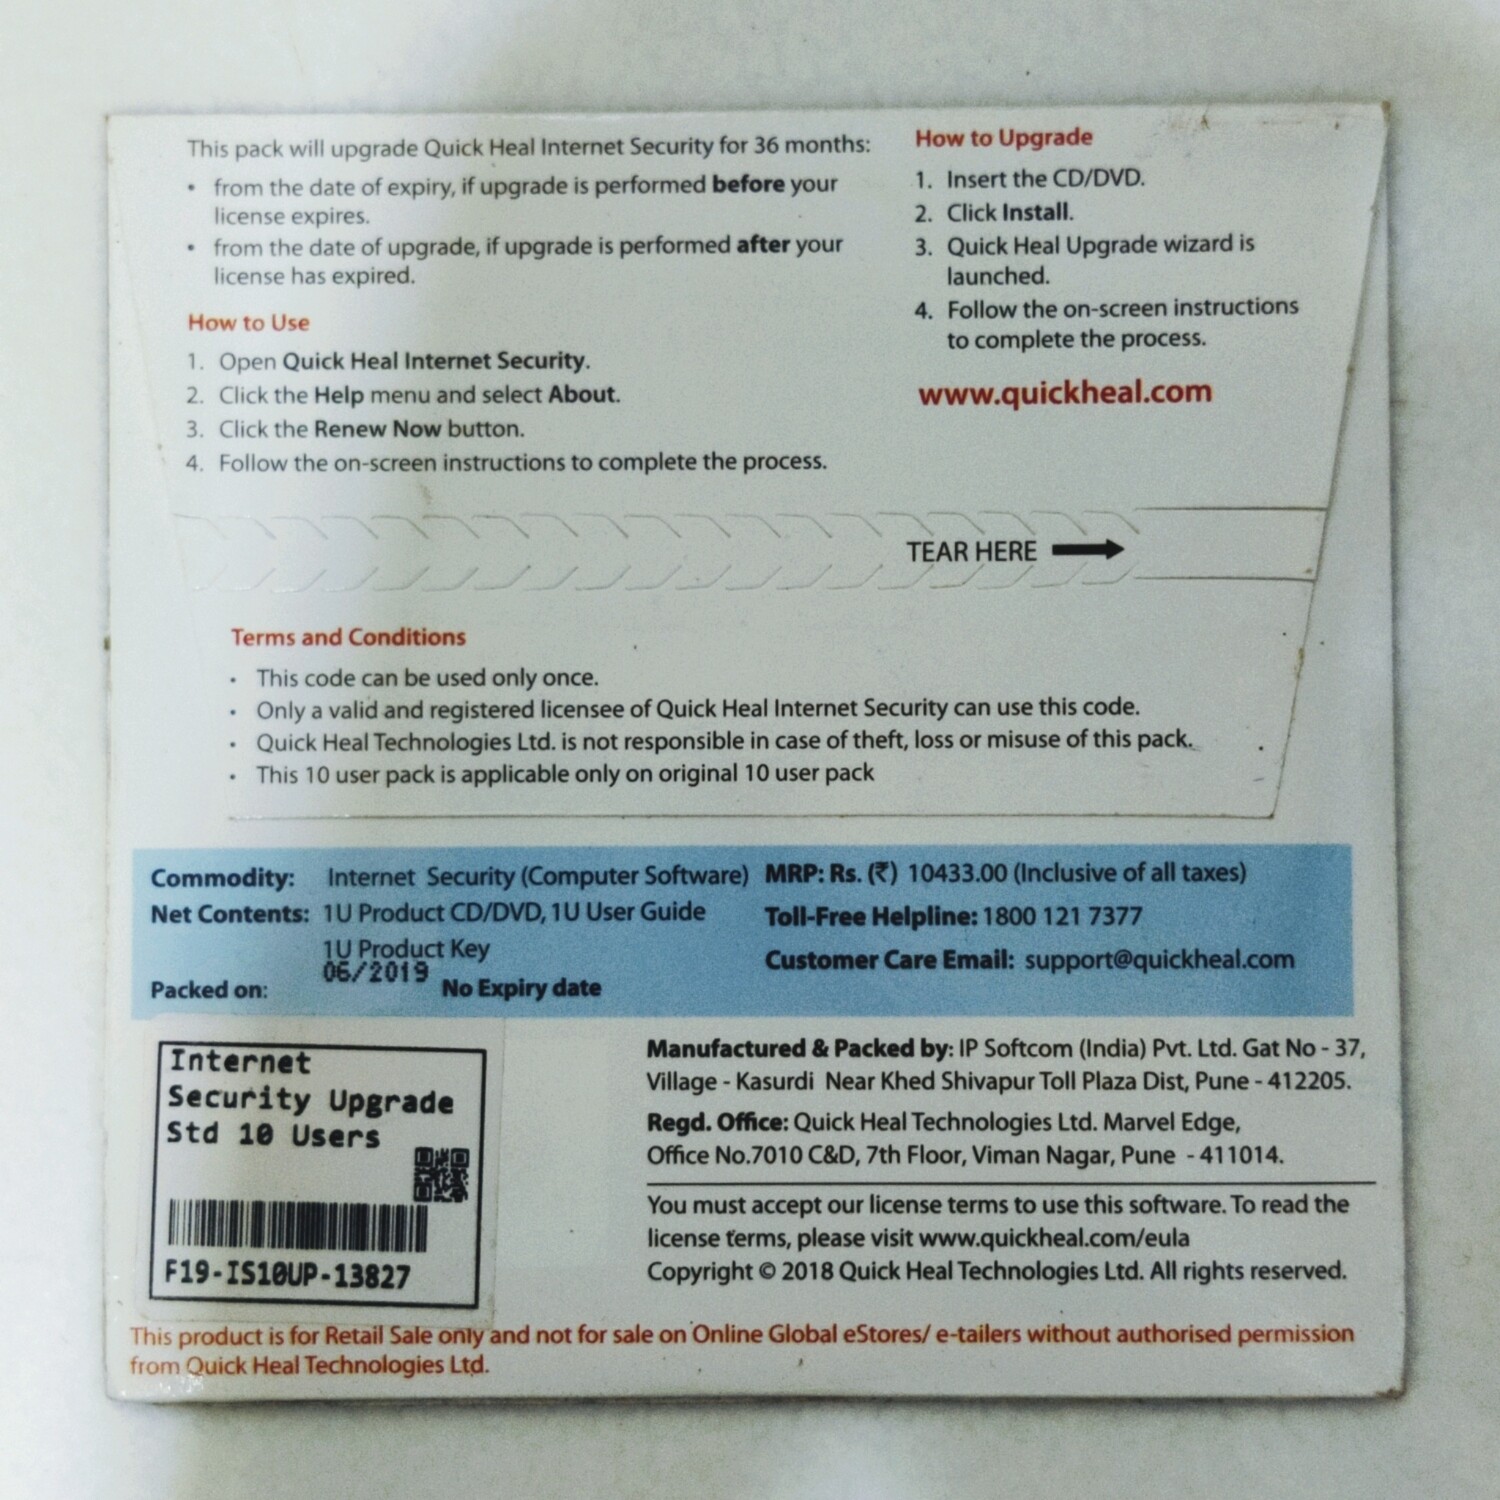 This pack will upgrade Quick Heal Internet Security for 36 months:
• from the date of expiry, if upgrade is performed before your
license expires.
• from the date of upgrade, if upgrade is performed after your
license has expired.
How to Use
1. Open Quick Heal Internet Security.
2. Click the Help menu and select About.
3. Click the Renew Now button.
4. Follow the on-screen instructions to complete the process.
How to Upgrade
1. Insert the CD/DVD.
2. Click Install.
3. Quick Heal Upgrade wizard is
launched.
4. Follow the on-screen instructions
to complete the process.
www.quickheal.com
TEAR HERE
Terms and Conditions
• This code can be used only once.
• Only a valid and registered licensee of Quick Heal Internet Security can use this code.
• Quick Heal Technologies Ltd. is not responsible in case of theft, loss or misuse of this pack.
• This 10 user pack is applicable only on original 10 user pack
Commodity: Internet Security (Computer Software)
Net Contents: 1U Product CD/DVD, 1U User Guide
1U Product Key
06/2019
Packed on: No Expiry date
MRP: Rs. (₹) 10433.00 (Inclusive of all taxes)
Toll-Free Helpline: 1800 121 7377
Customer Care Email: support@quickheal.com
Internet
Security Upgrade
Std 10 Users
F19-IS10UP-13827
Manufactured & Packed by: IP Softcom (India) Pvt. Ltd. Gat No - 37,
Village - Kasurdi Near Khed Shivapur Toll Plaza Dist, Pune - 412205.
Regd. Office: Quick Heal Technologies Ltd. Marvel Edge,
Office No.7010 C&D, 7th Floor, Viman Nagar, Pune - 411014.
You must accept our license terms to use this software. To read the
license terms, please visit www.quickheal.com/eula
Copyright © 2018 Quick Heal Technologies Ltd. All rights reserved.
This product is for Retail Sale only and not for sale on Online Global eStores/ e-tailers without authorised permission
from Quick Heal Technologies Ltd.